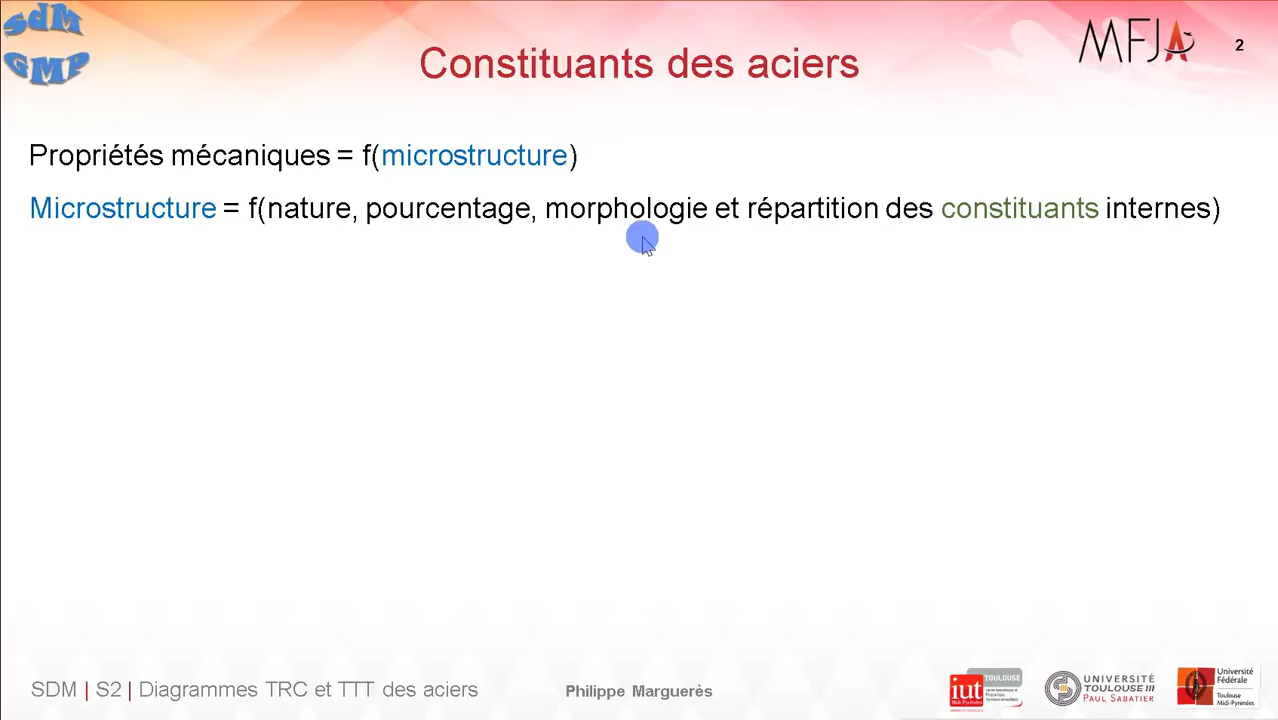 SdM
GMP
MFJA
2
Constituants des aciers
Propriétés mécaniques = f(microstructure)
Microstructure = f(nature, pourcentage, morphologie et répartition des constituants internes)
SDM | S2 | Diagrammes TRC et TTT des aciers
Philippe Marguerès
iut
Midi Pyrénées
TOULOUSE
UNIVERSITÉ
TOULOUSE III
PAUL SABATIER
Université
Fédérale
Toulouse
Midi-Pyrénées